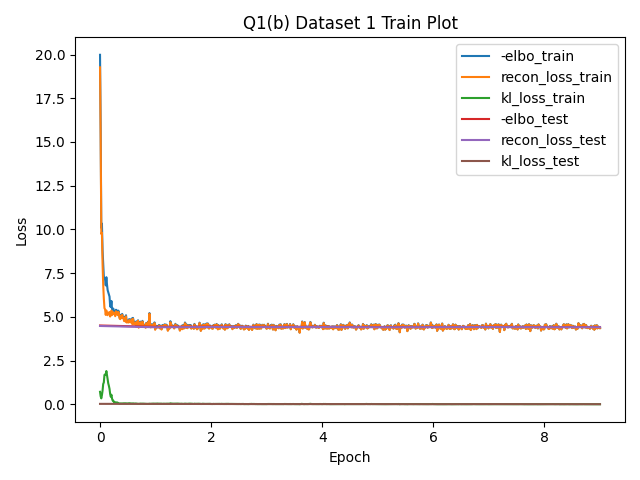 Q1(b) Dataset 1 Train Plot
20.0
17.5
15.0
12.5
10.0
7.5
5.0
2.5
0.0
Loss
-elbo_train
recon_loss_train
kl_loss_train
-elbo_test
recon_loss_test
kl_loss_test
0 2 4 6 8
Epoch